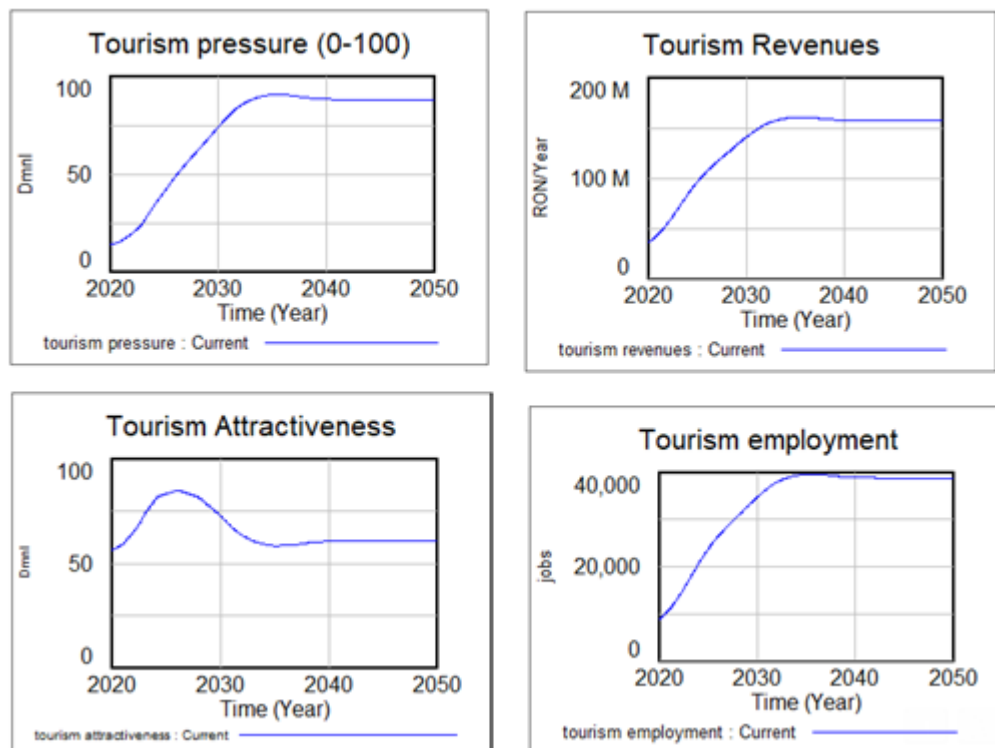 Tourism pressure (0-100)
100
50
0
Dmnl
2020 2030 2040 2050
Time (Year)
tourism pressure : Current
Tourism Revenues
200 M
100 M
0
RON/Year
2020 2030 2040 2050
Time (Year)
tourism revenues : Current
Tourism Attractiveness
100
50
0
Dmnl
2020 2030 2040 2050
Time (Year)
tourism attractiveness : Current
Tourism employment
40,000
20,000
0
jobs
2020 2030 2040 2050
Time (Year)
tourism employment : Current